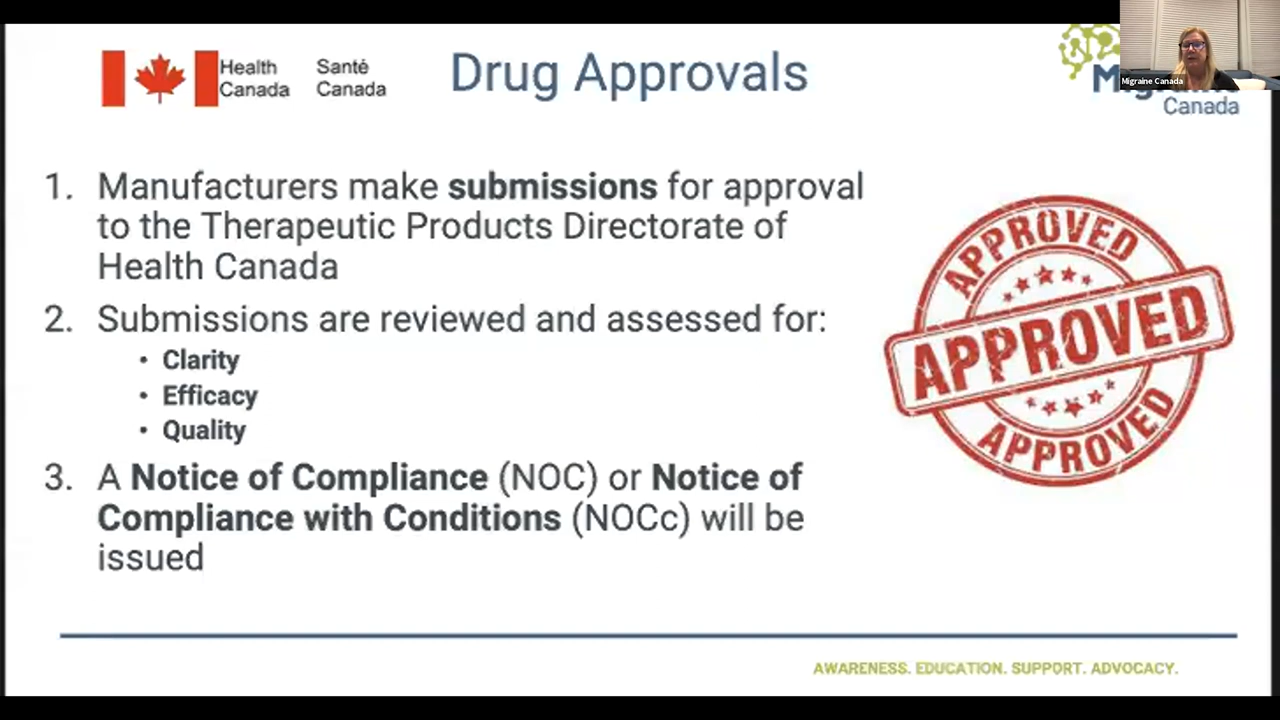 Health Santé
Canada Canada
Drug Approvals
Migraine Canada
Canada
1. Manufacturers make submissions for approval
to the Therapeutic Products Directorate of
Health Canada
2. Submissions are reviewed and assessed for:
• Clarity
• Efficacy
• Quality
3. A Notice of Compliance (NOC) or Notice of
Compliance with Conditions (NOCc) will be
issued
APPROVED
APPROVED
APPROVED
AWARENESS. EDUCATION. SUPPORT. ADVOCACY.